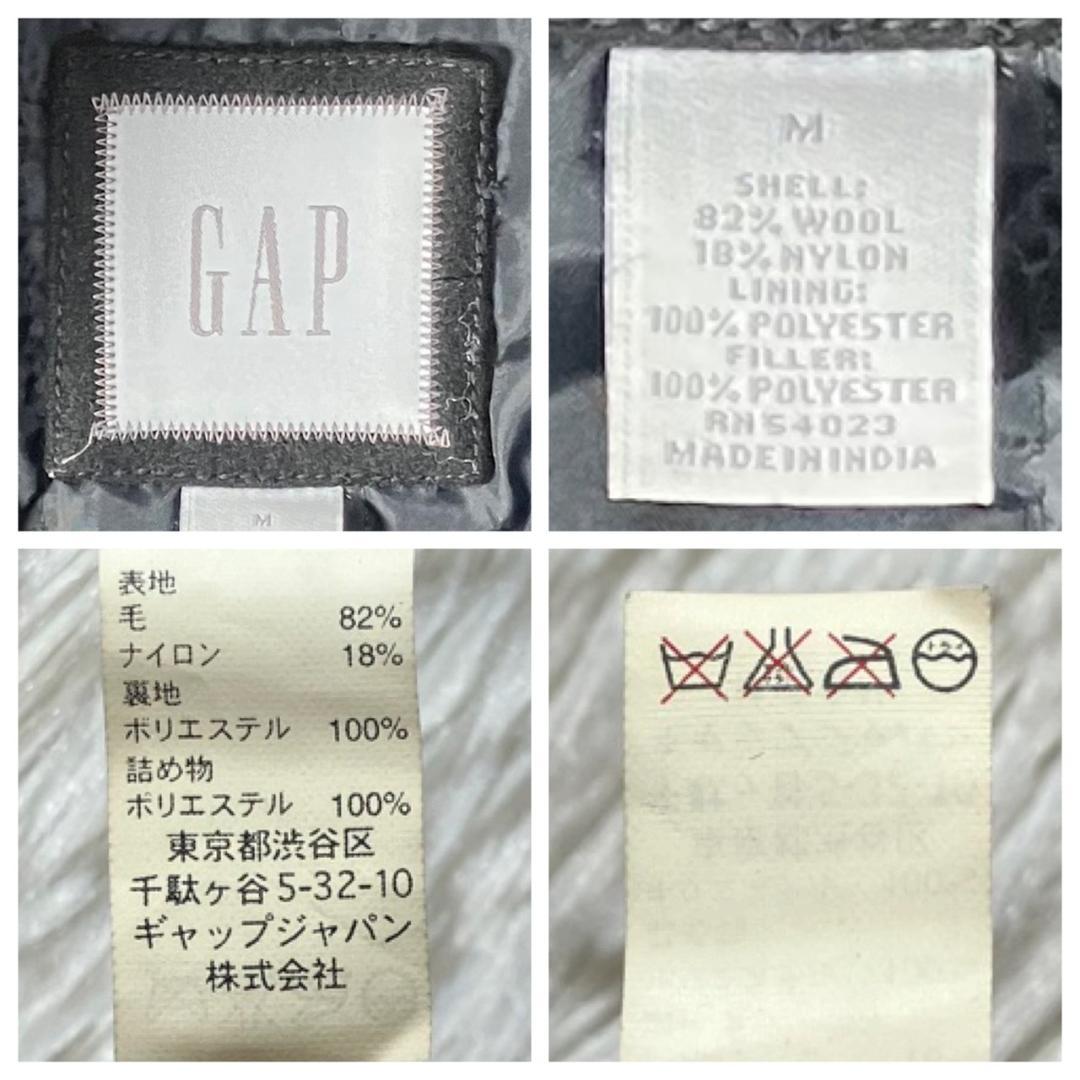 GAP
M
M
SHELL:
82% WOOL
18% NYLON
LINING:
100% POLYESTER
FILLER:
100% POLYESTER
RN 54023
MADE IN INDIA
表地
毛 82%
ナイロン 18%
裏地
ポリエステル 100%
詰め物
ポリエステル 100%
東京都渋谷区
千駄ヶ谷5-32-10
ギャップジャパン
株式会社
ドライ